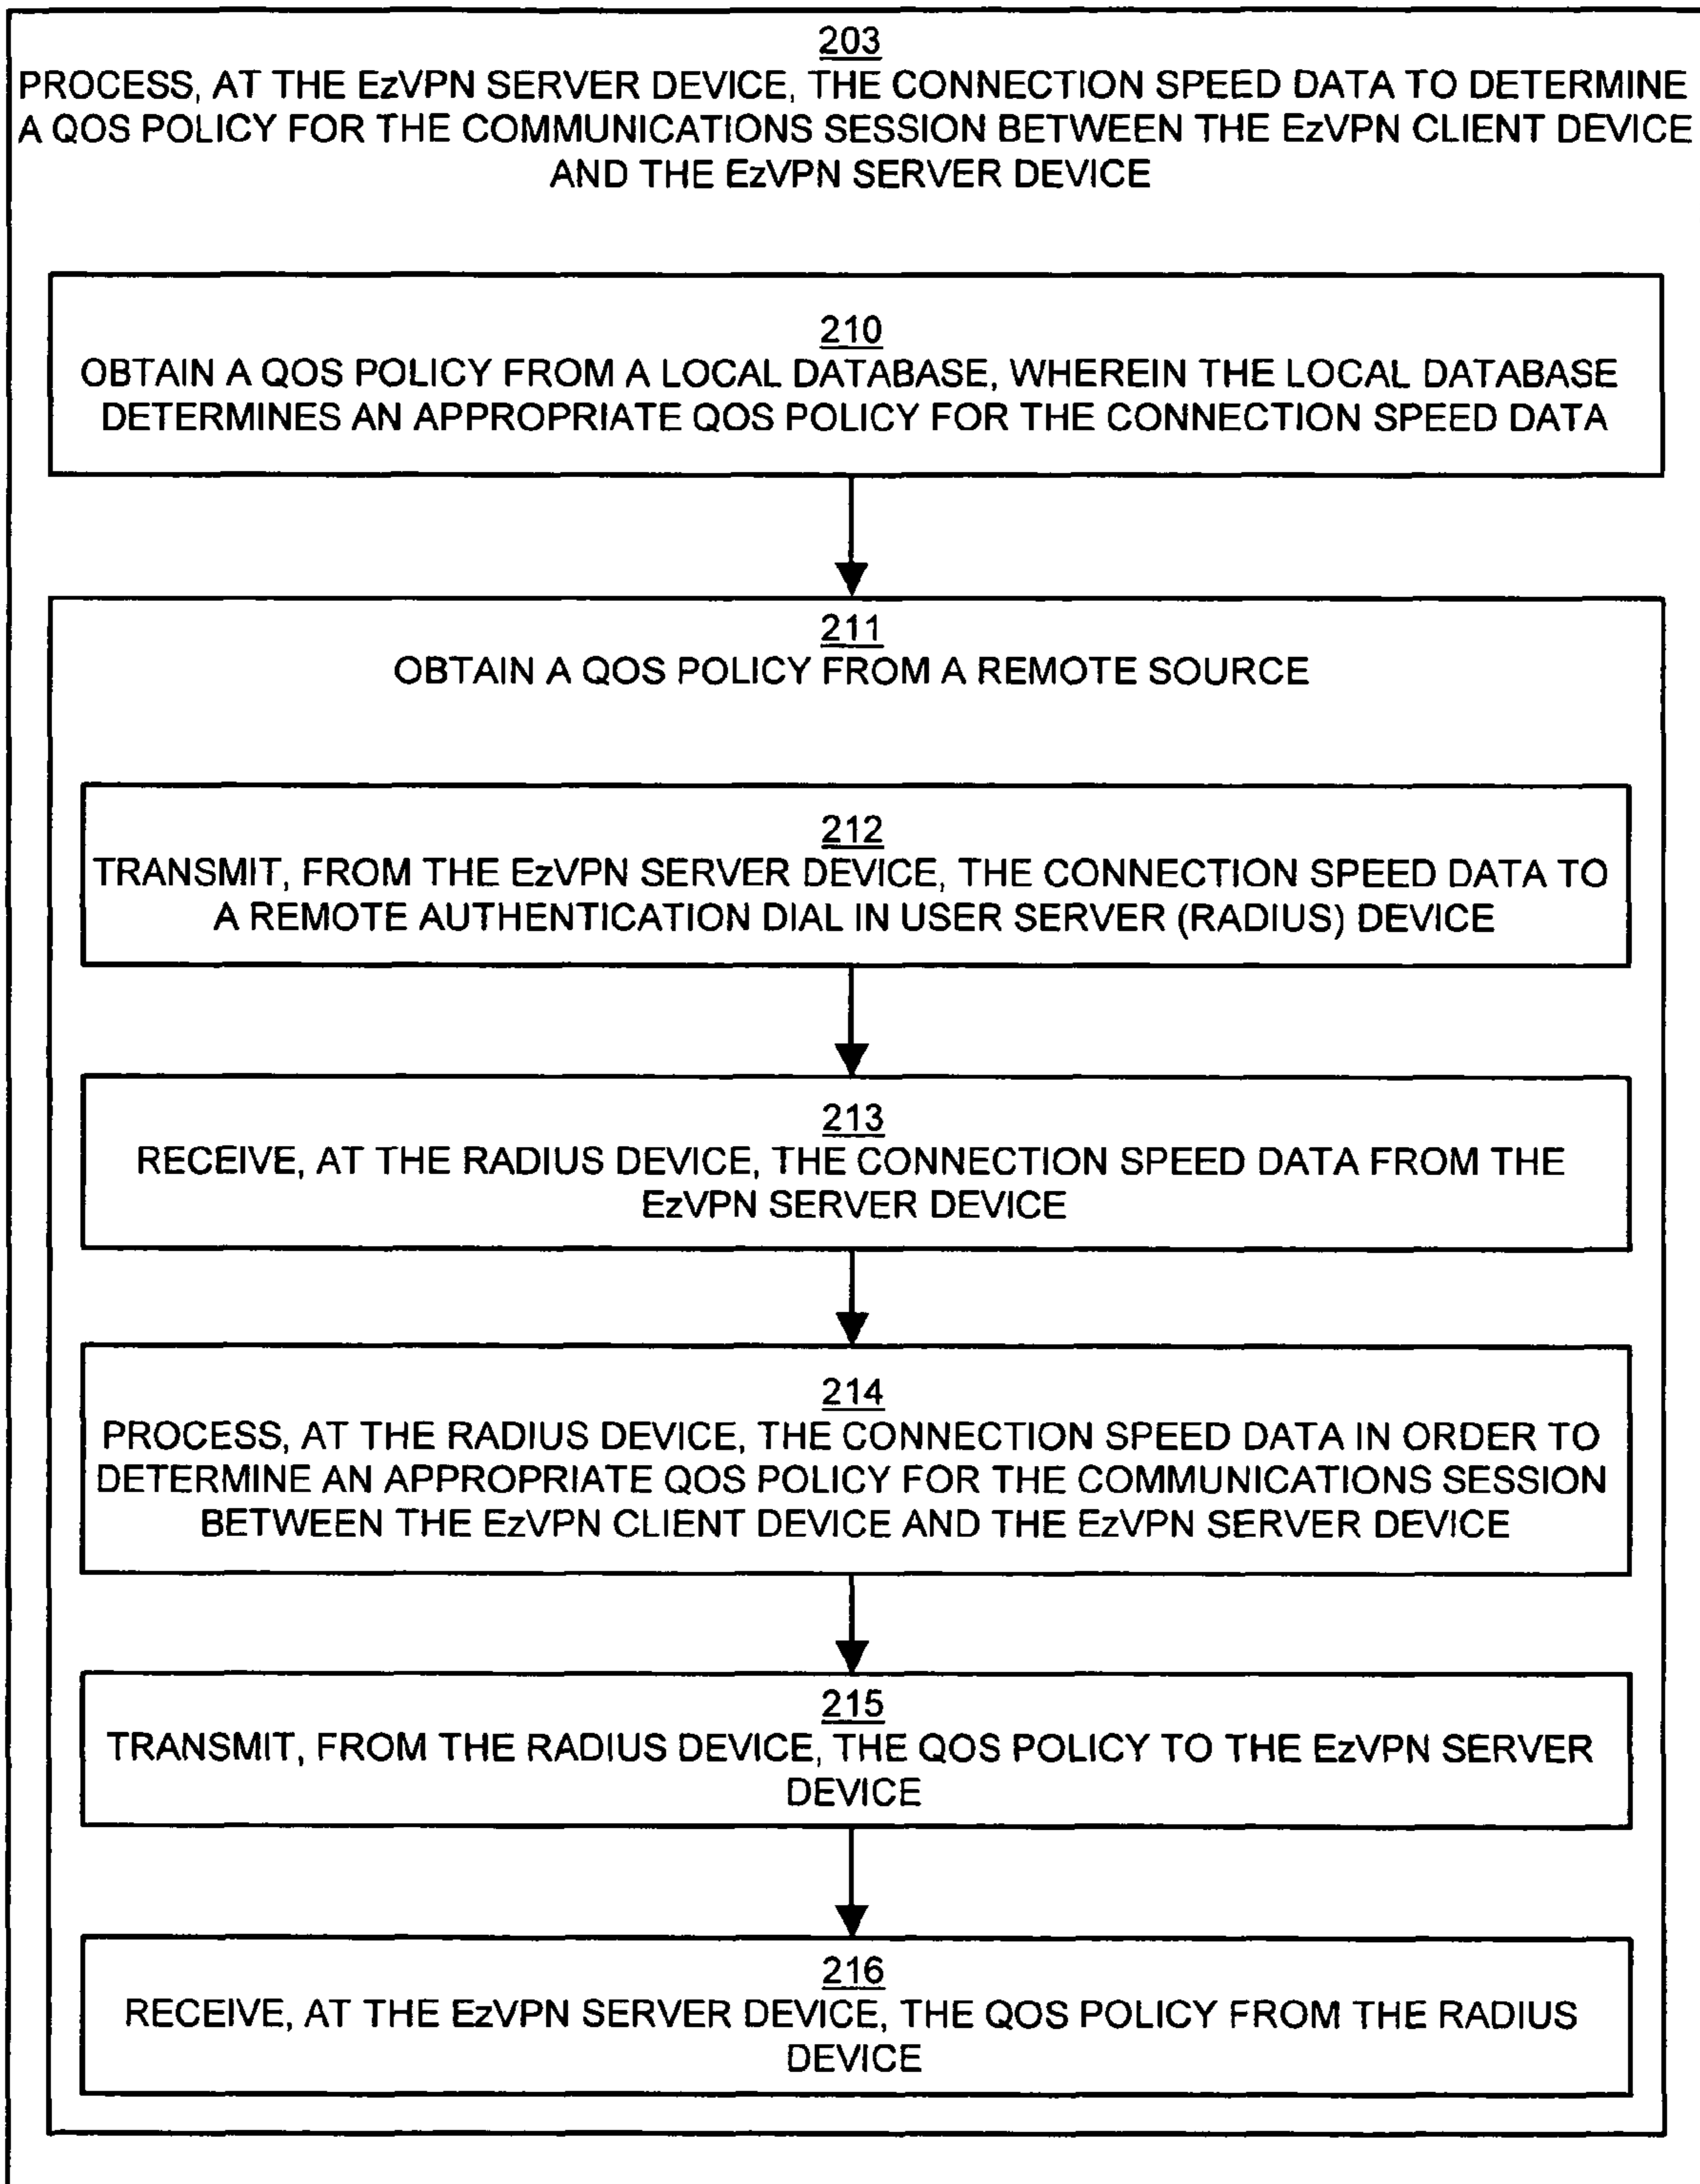 203
PROCESS, AT THE EzVPN SERVER DEVICE, THE CONNECTION SPEED DATA TO DETERMINE
A QOS POLICY FOR THE COMMUNICATIONS SESSION BETWEEN THE EzVPN CLIENT DEVICE
AND THE EzVPN SERVER DEVICE
210
OBTAIN A QOS POLICY FROM A LOCAL DATABASE, WHEREIN THE LOCAL DATABASE
DETERMINES AN APPROPRIATE QOS POLICY FOR THE CONNECTION SPEED DATA
211
OBTAIN A QOS POLICY FROM A REMOTE SOURCE
212
TRANSMIT, FROM THE EzVPN SERVER DEVICE, THE CONNECTION SPEED DATA TO
A REMOTE AUTHENTICATION DIAL IN USER SERVER (RADIUS) DEVICE
213
RECEIVE, AT THE RADIUS DEVICE, THE CONNECTION SPEED DATA FROM THE
EzVPN SERVER DEVICE
214
PROCESS, AT THE RADIUS DEVICE, THE CONNECTION SPEED DATA IN ORDER TO
DETERMINE AN APPROPRIATE QOS POLICY FOR THE COMMUNICATIONS SESSION
BETWEEN THE EzVPN CLIENT DEVICE AND THE EzVPN SERVER DEVICE
215
TRANSMIT, FROM THE RADIUS DEVICE, THE QOS POLICY TO THE EzVPN SERVER
DEVICE
216
RECEIVE, AT THE EzVPN SERVER DEVICE, THE QOS POLICY FROM THE RADIUS
DEVICE